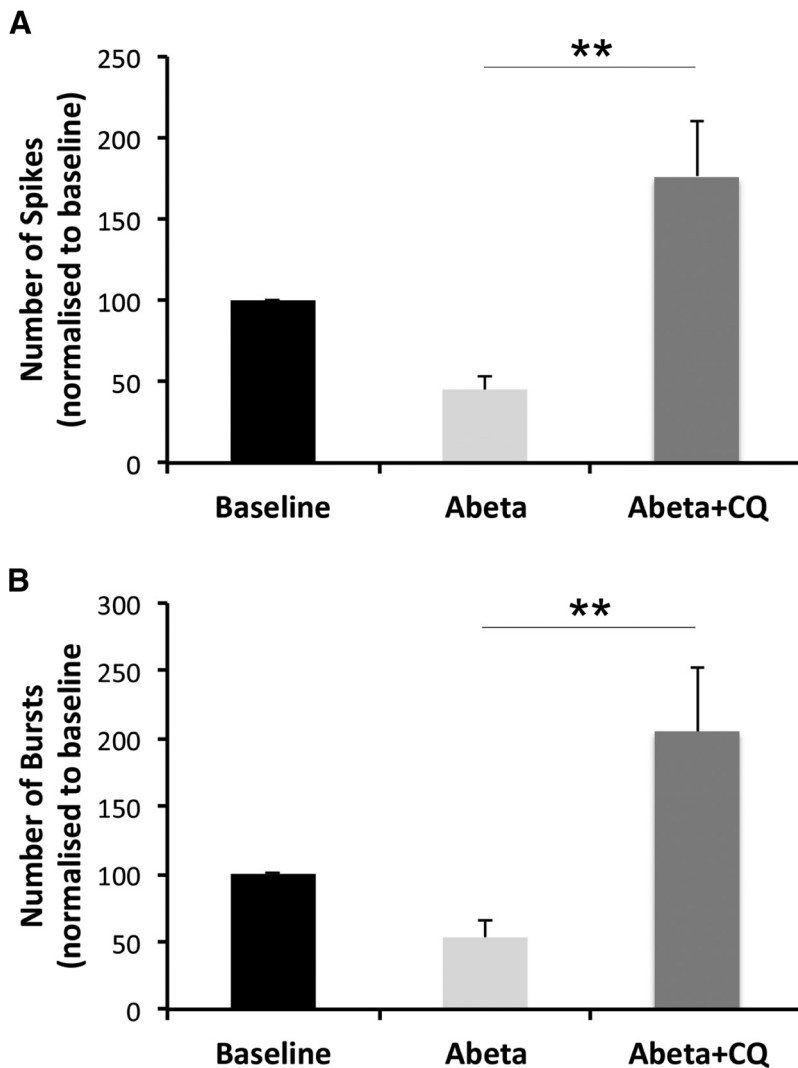 A
Number of Spikes
(normalised to baseline)
250
200
150
100
50
0
**
Baseline
Abeta
Abeta+CQ
B
Number of Bursts
(normalised to baseline
300
250
200
150
100
50
0
**
Baseline
Abeta
Abeta+CQ